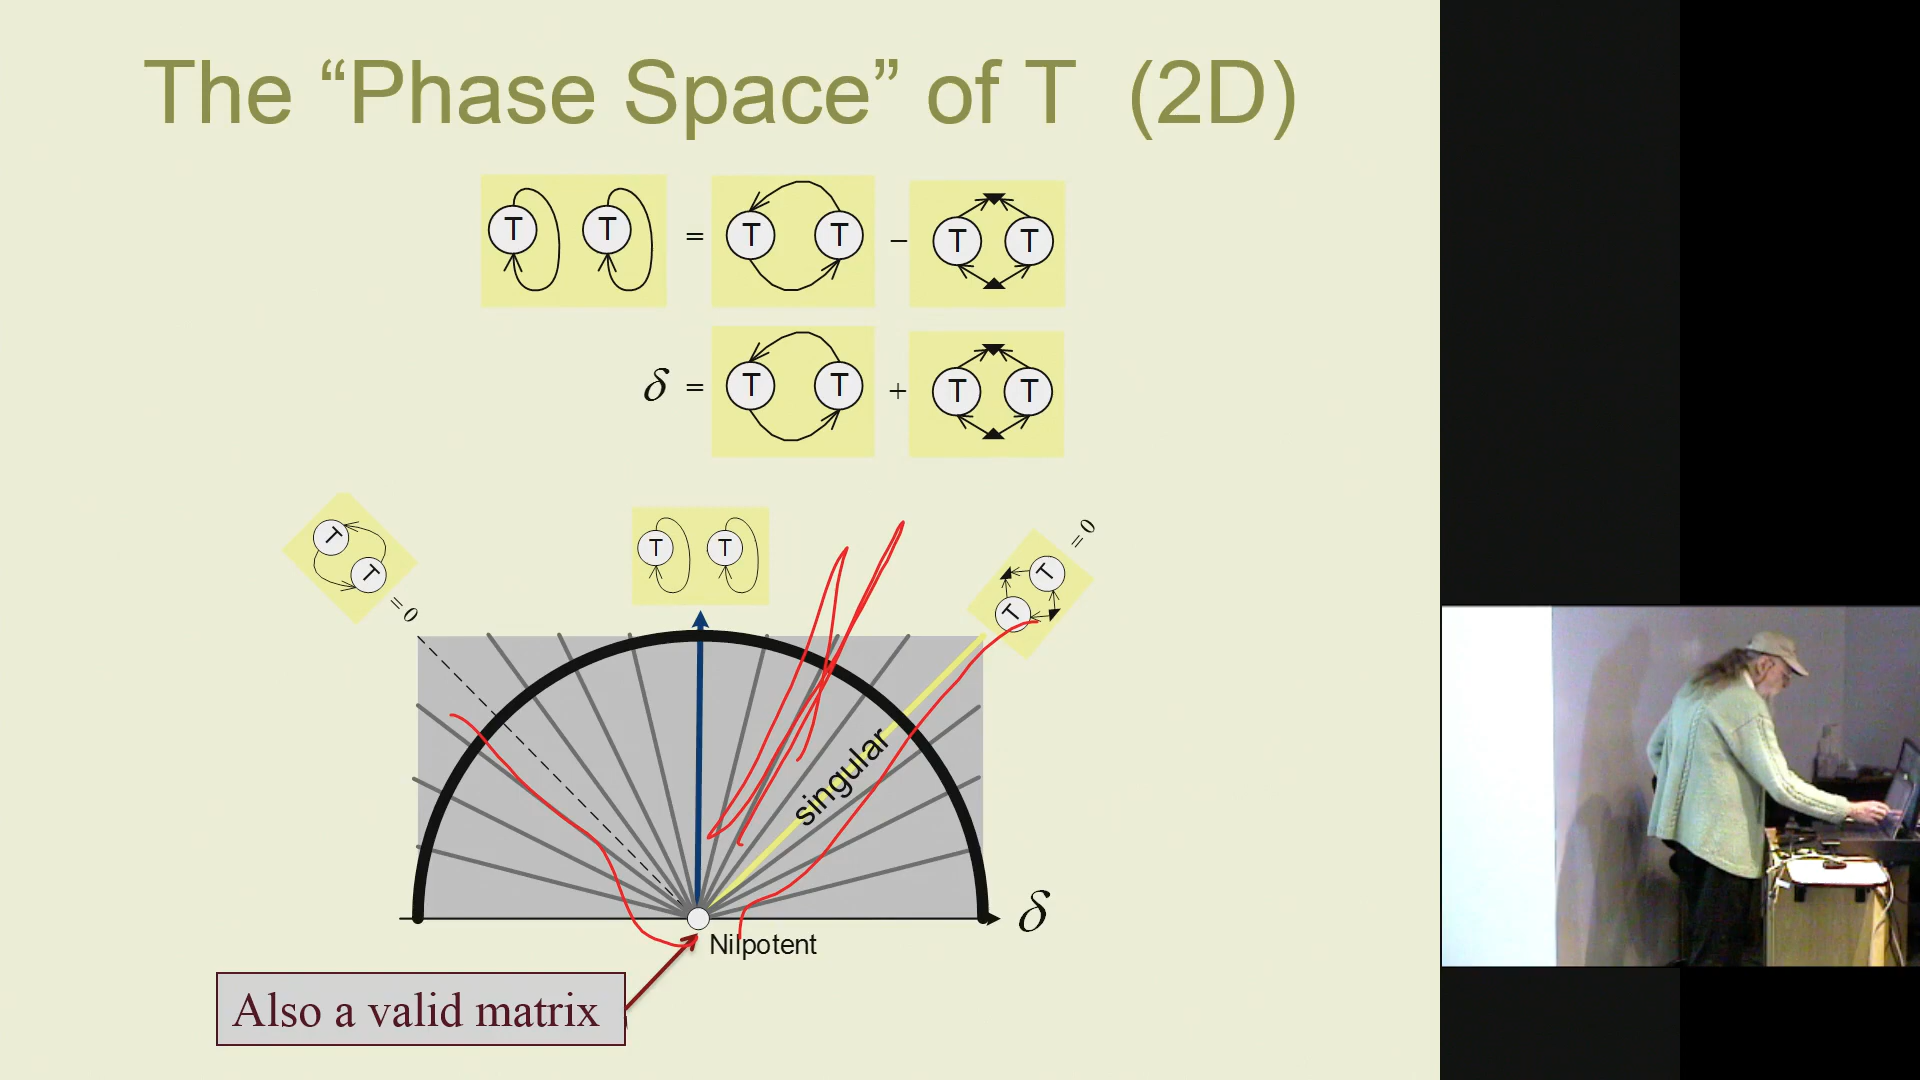 The “Phase Space” of T (2D)
T T = T T − T T
δ = T T + T T
T T = 0
T T
T T = 0
singular
δ
Nilpotent
Also a valid matrix